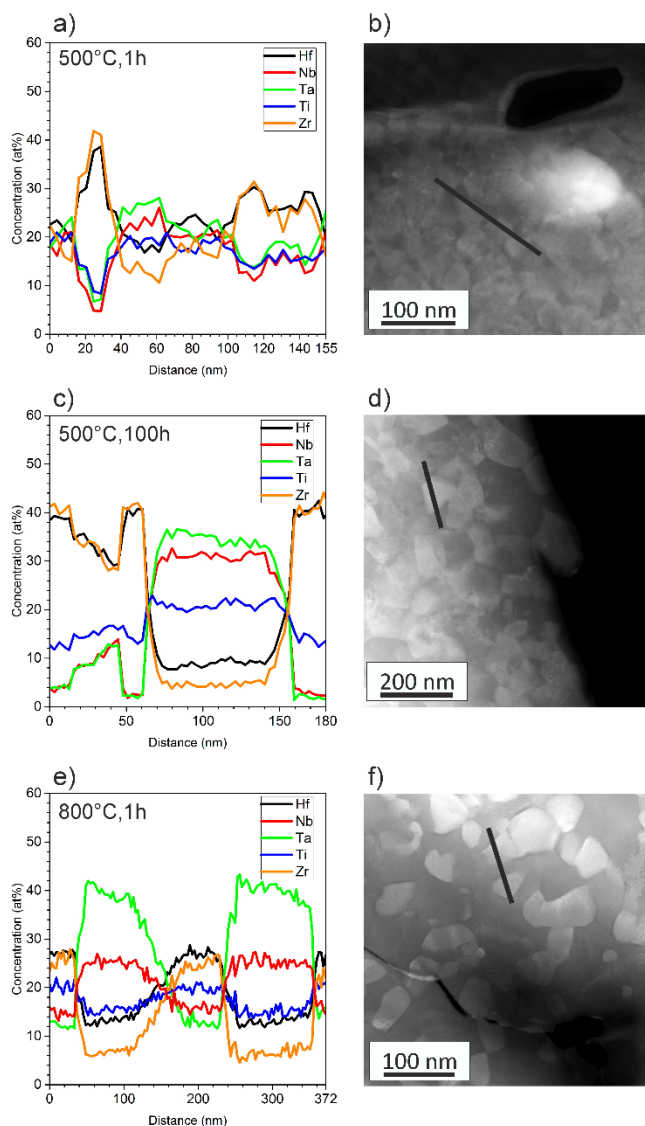 a)
500°C,1h
Hf
Nb
Ta
Ti
Zr
Concentration (at%)
60
50
40
30
20
10
0
0 20 40 60 80 100 120 140 155
Distance (nm)
b)
100 nm
c)
500°C,100h
Hf
Nb
Ta
Ti
Zr
Concentration (at%)
60
50
40
30
20
10
0
0 30 60 90 120 150 180
Distance (nm)
d)
200 nm
e)
800°C,1h
Hf
Nb
Ta
Ti
Zr
Concentration (at%)
60
50
40
30
20
10
0
0 100 200 300 372
Distance (nm)
f)
100 nm